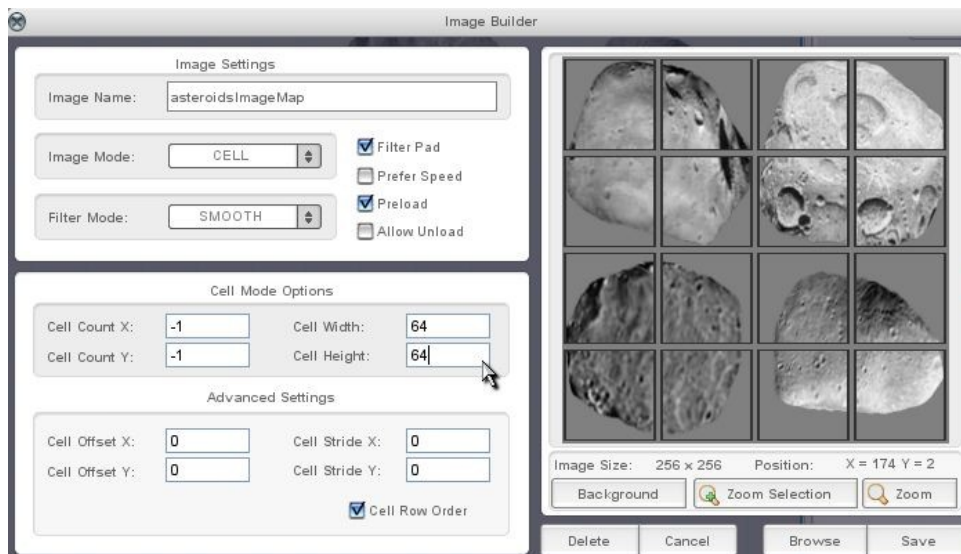 Image Builder
Image Settings
Image Name: asteroidsImageMap
Image Mode: CELL
Filter Mode: SMOOTH
Filter Pad
Prefer Speed
Preload
Allow Unload
Cell Mode Options
Cell Count X: -1 Cell Width: 64
Cell Count Y: -1 Cell Height: 64
Advanced Settings
Cell Offset X: 0 Cell Stride X: 0
Cell Offset Y: 0 Cell Stride Y: 0
Cell Row Order
Image Size: 256 x 256 Position: X = 174 Y = 2
Background Zoom Selection Zoom
Delete Cancel Browse Save